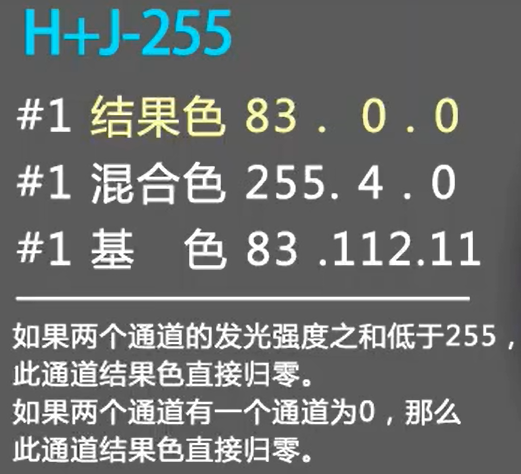 H+J-255
#1 结果色 83 . 0 . 0
#1 混合色 255. 4 . 0
#1 基 色 83 .112.11
如果两个通道的发光强度之和低于255，
此通道结果色直接归零。
如果两个通道有一个通道为0，那么
此通道结果色直接归零。